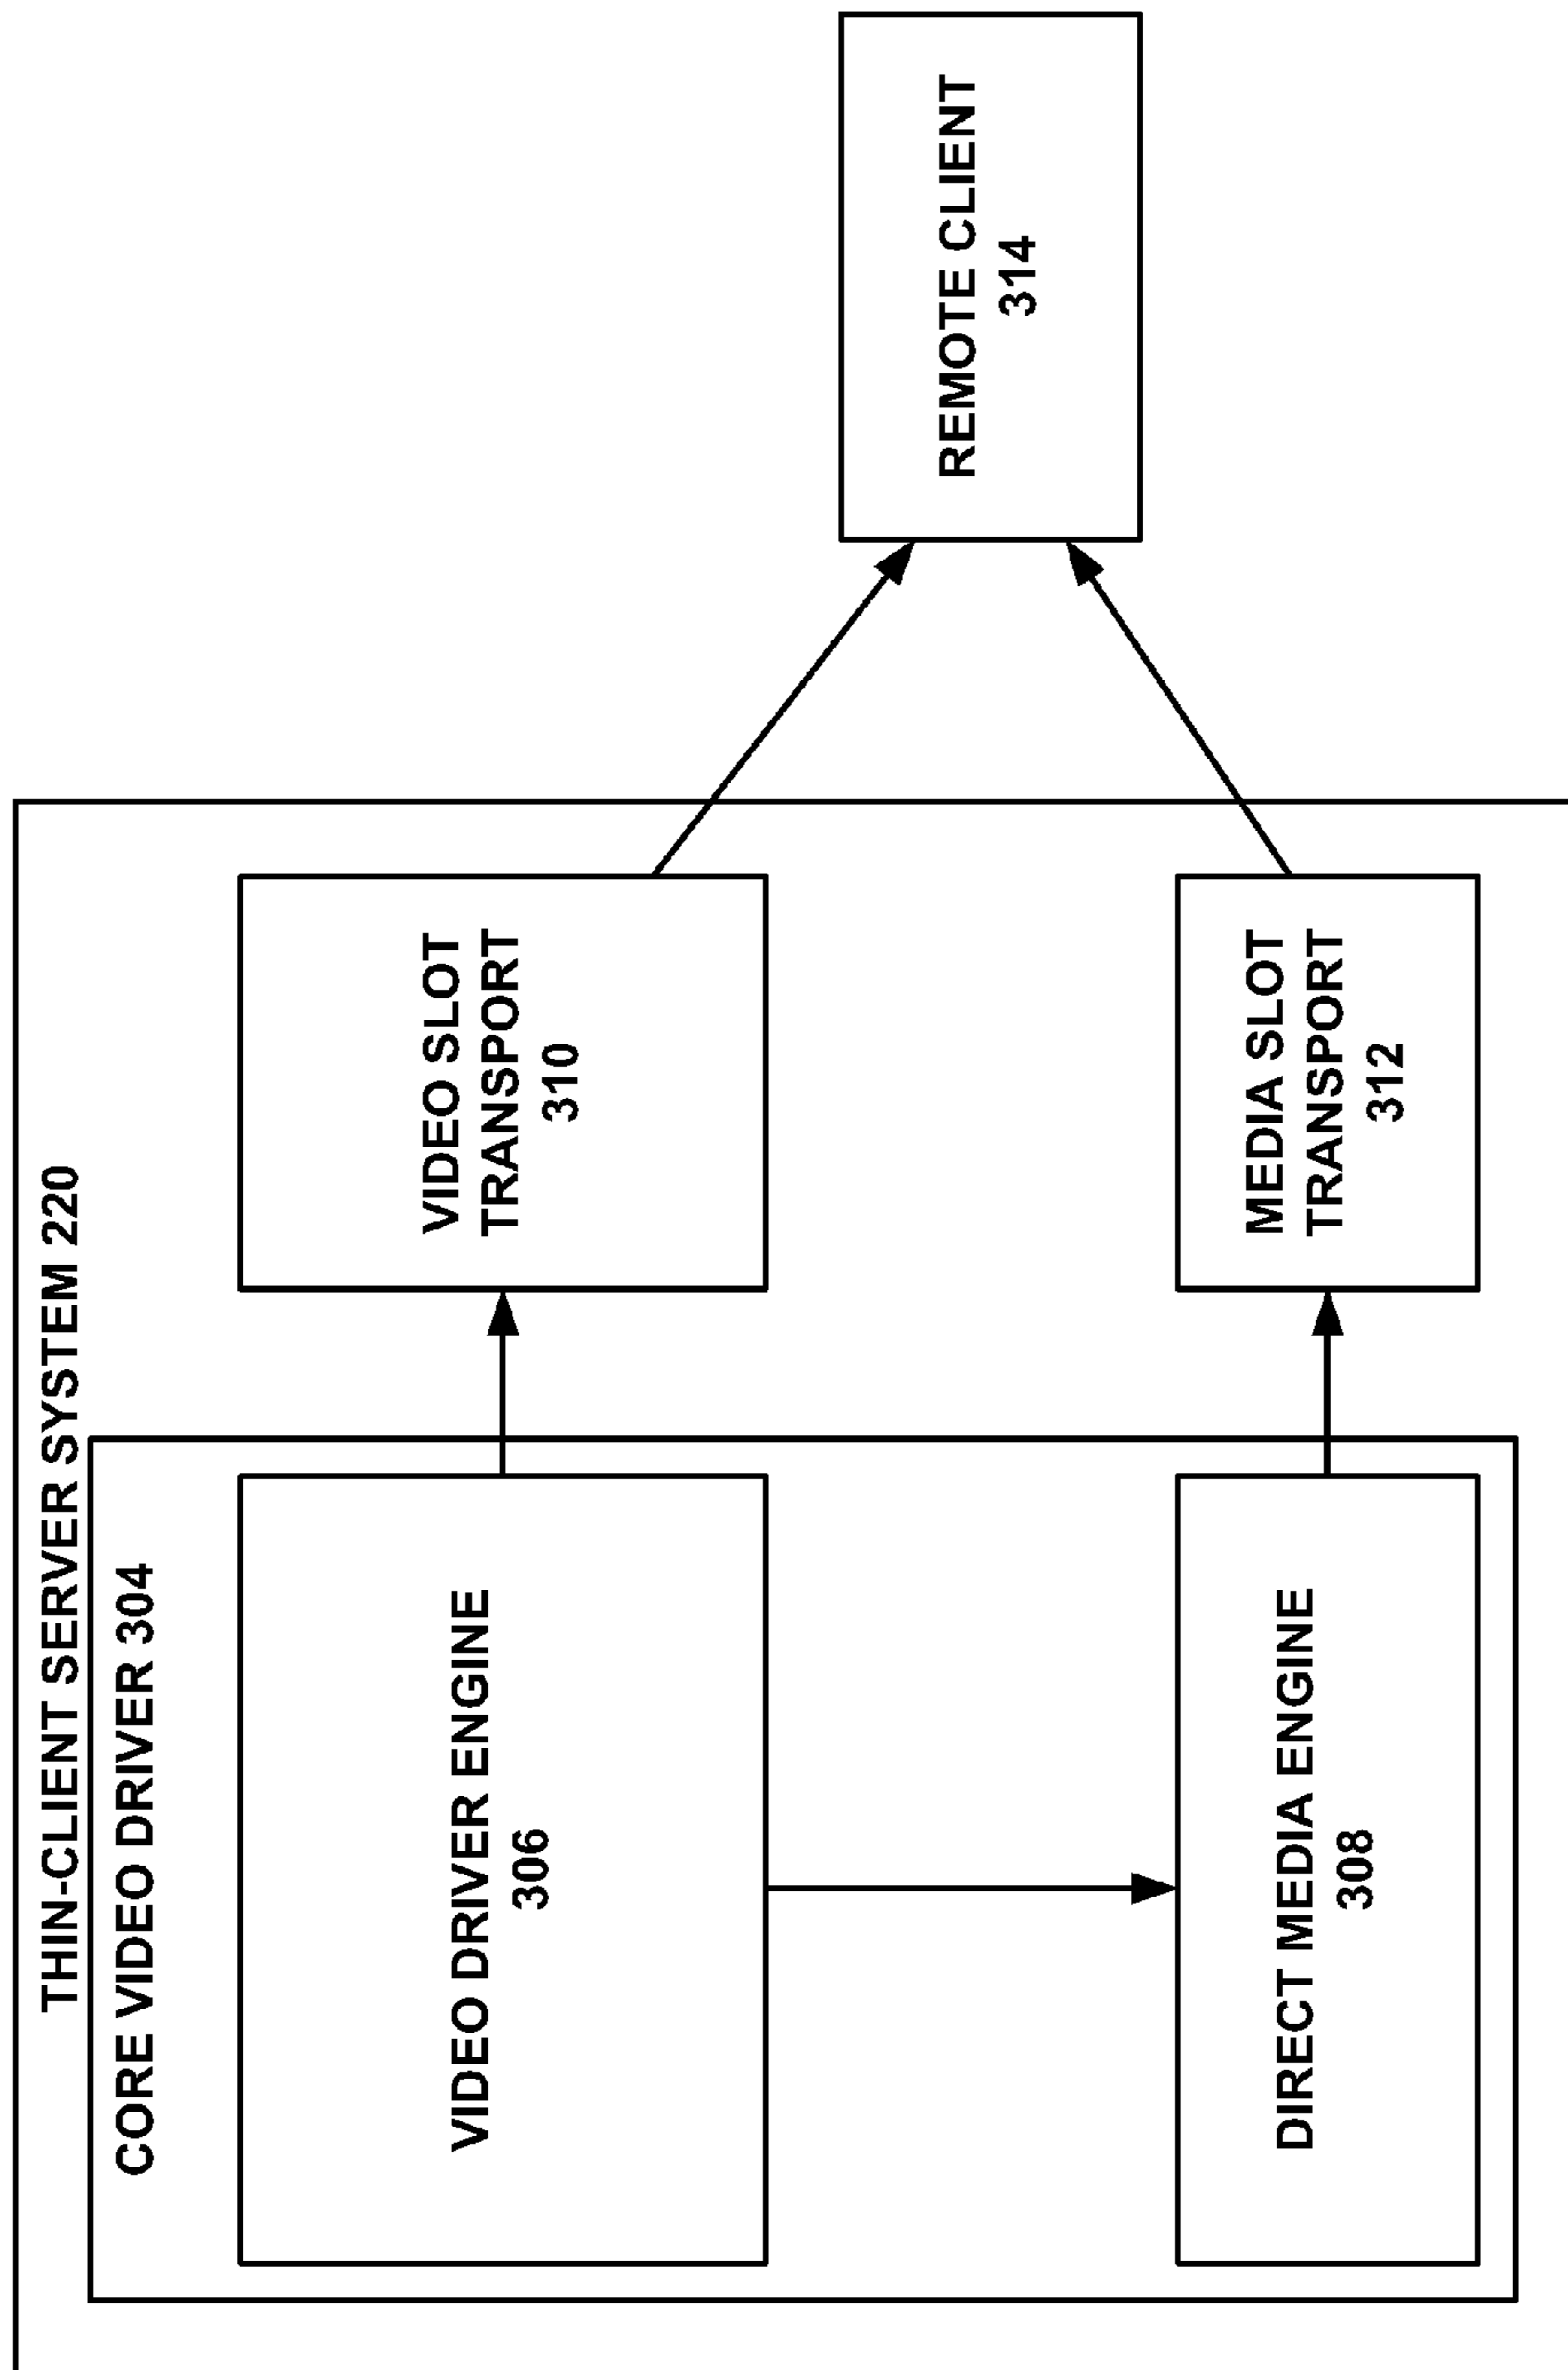 THIN-CLIENT SERVER SYSTEM 220
CORE VIDEO DRIVER 304
VIDEO DRIVER ENGINE
306
VIDEO SLOT
TRANSPORT
310
REMOTE CLIENT
314
DIRECT MEDIA ENGINE
308
MEDIA SLOT
TRANSPORT
312